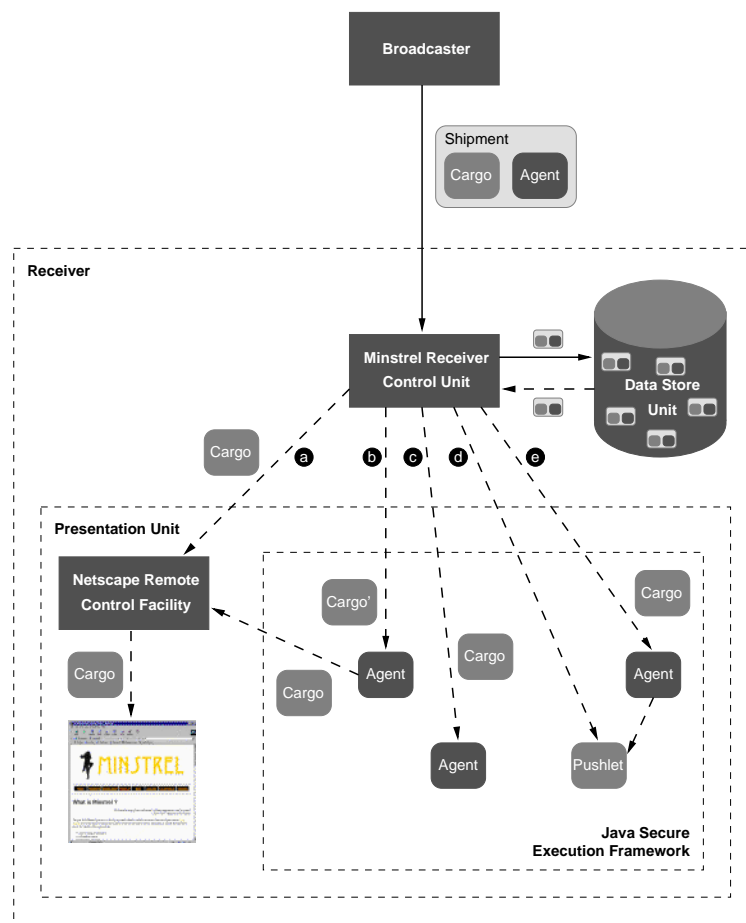 Broadcaster
Shipment
Cargo
Agent
Receiver
Minstrel Receiver
Control Unit
Data Store
Unit
Cargo
a
b
c
d
e
Presentation Unit
Netscape Remote
Control Facility
Cargo'
Cargo
Cargo
Cargo
Agent
Agent
Cargo
Agent
Pushlet
MINSTREL
What is Minstrel ?
Java Secure
Execution Framework